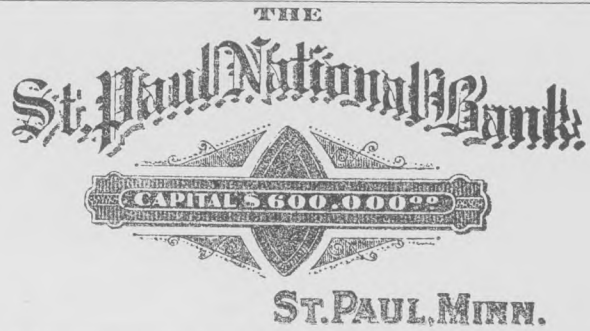 THE
St. Paul National Bank
CAPITAL $600.000.00
ST. PAUL, MINN.